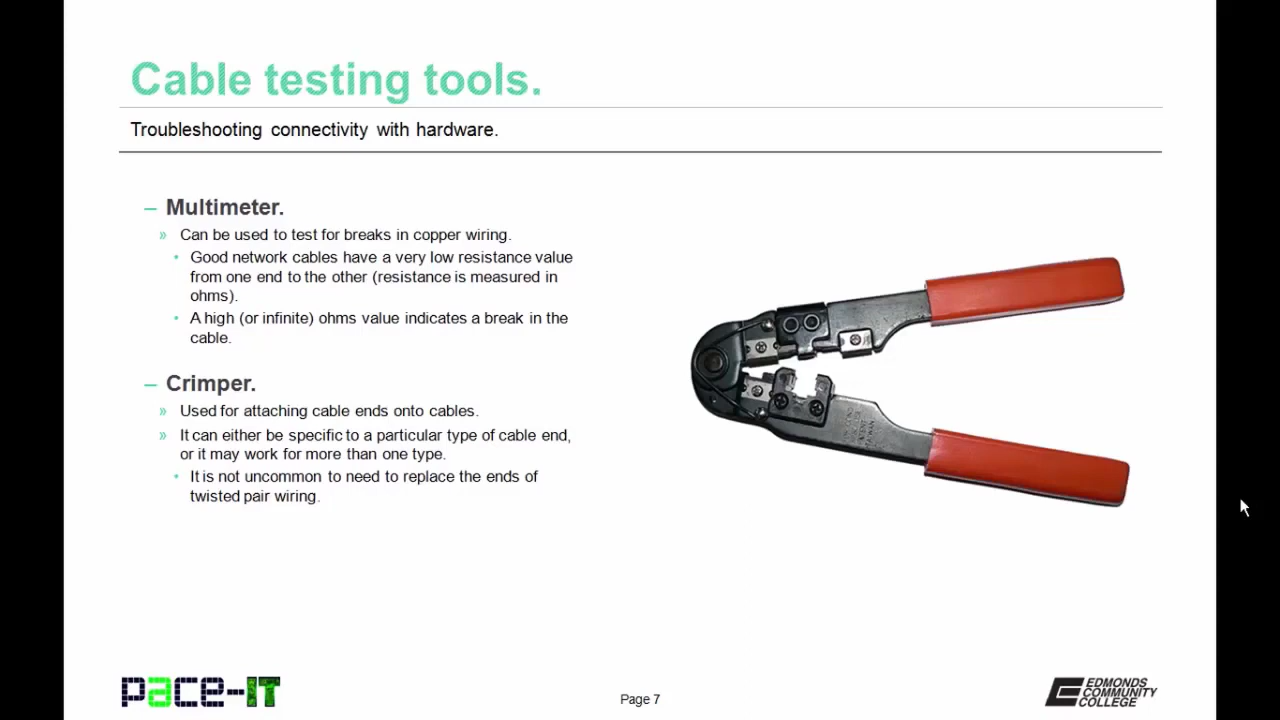 Cable testing tools.
Troubleshooting connectivity with hardware.
– Multimeter.
» Can be used to test for breaks in copper wiring.
• Good network cables have a very low resistance value
from one end to the other (resistance is measured in
ohms).
• A high (or infinite) ohms value indicates a break in the
cable.
– Crimper.
» Used for attaching cable ends onto cables.
» It can either be specific to a particular type of cable end,
or it may work for more than one type.
• It is not uncommon to need to replace the ends of
twisted pair wiring.
pace-IT
Page 7
EDMONDS
COMMUNITY
COLLEGE